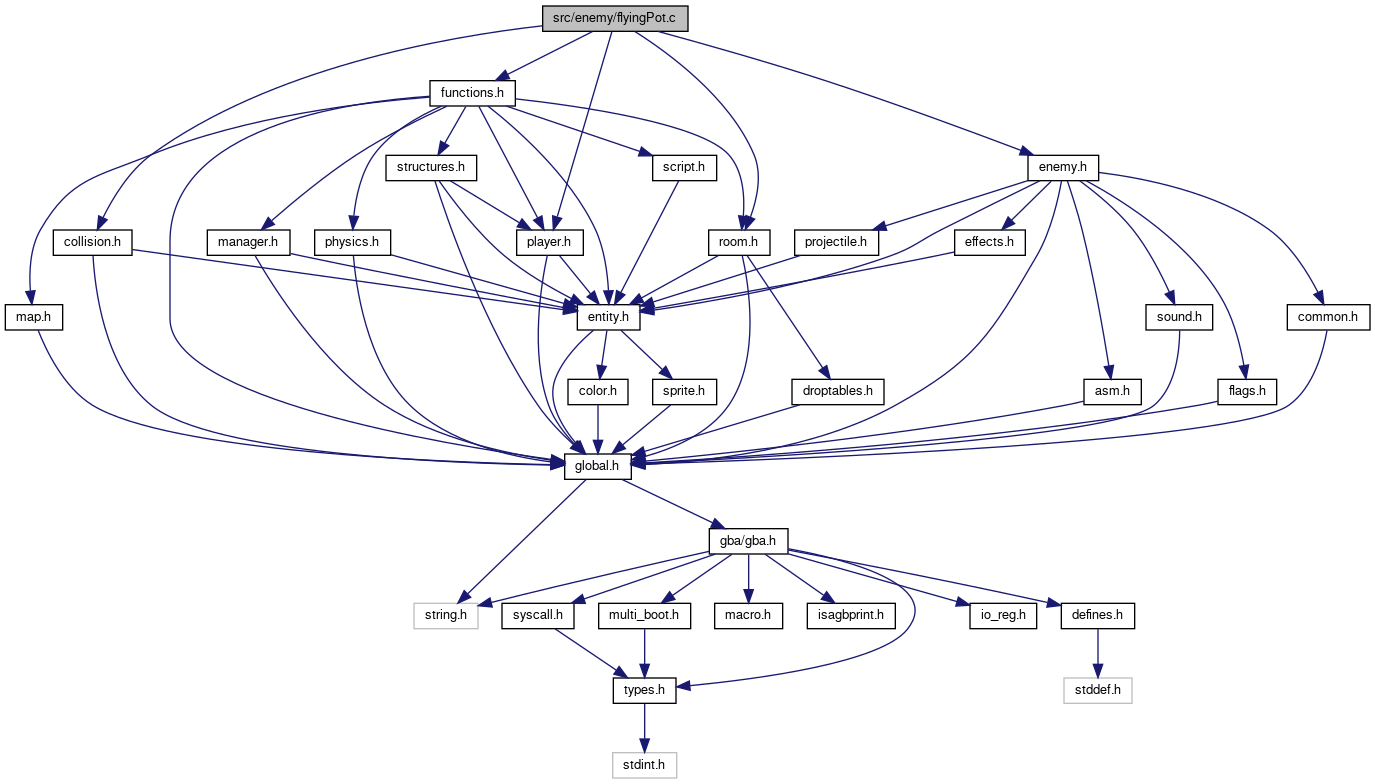 src/enemy/flyingPot.c
functions.h
structures.h
script.h
enemy.h
collision.h
manager.h
physics.h
player.h
room.h
projectile.h
effects.h
map.h
entity.h
sound.h
common.h
color.h
sprite.h
droptables.h
asm.h
flags.h
global.h
gba/gba.h
string.h
syscall.h
multi_boot.h
macro.h
isagbprint.h
io_reg.h
defines.h
types.h
stddef.h
stdint.h